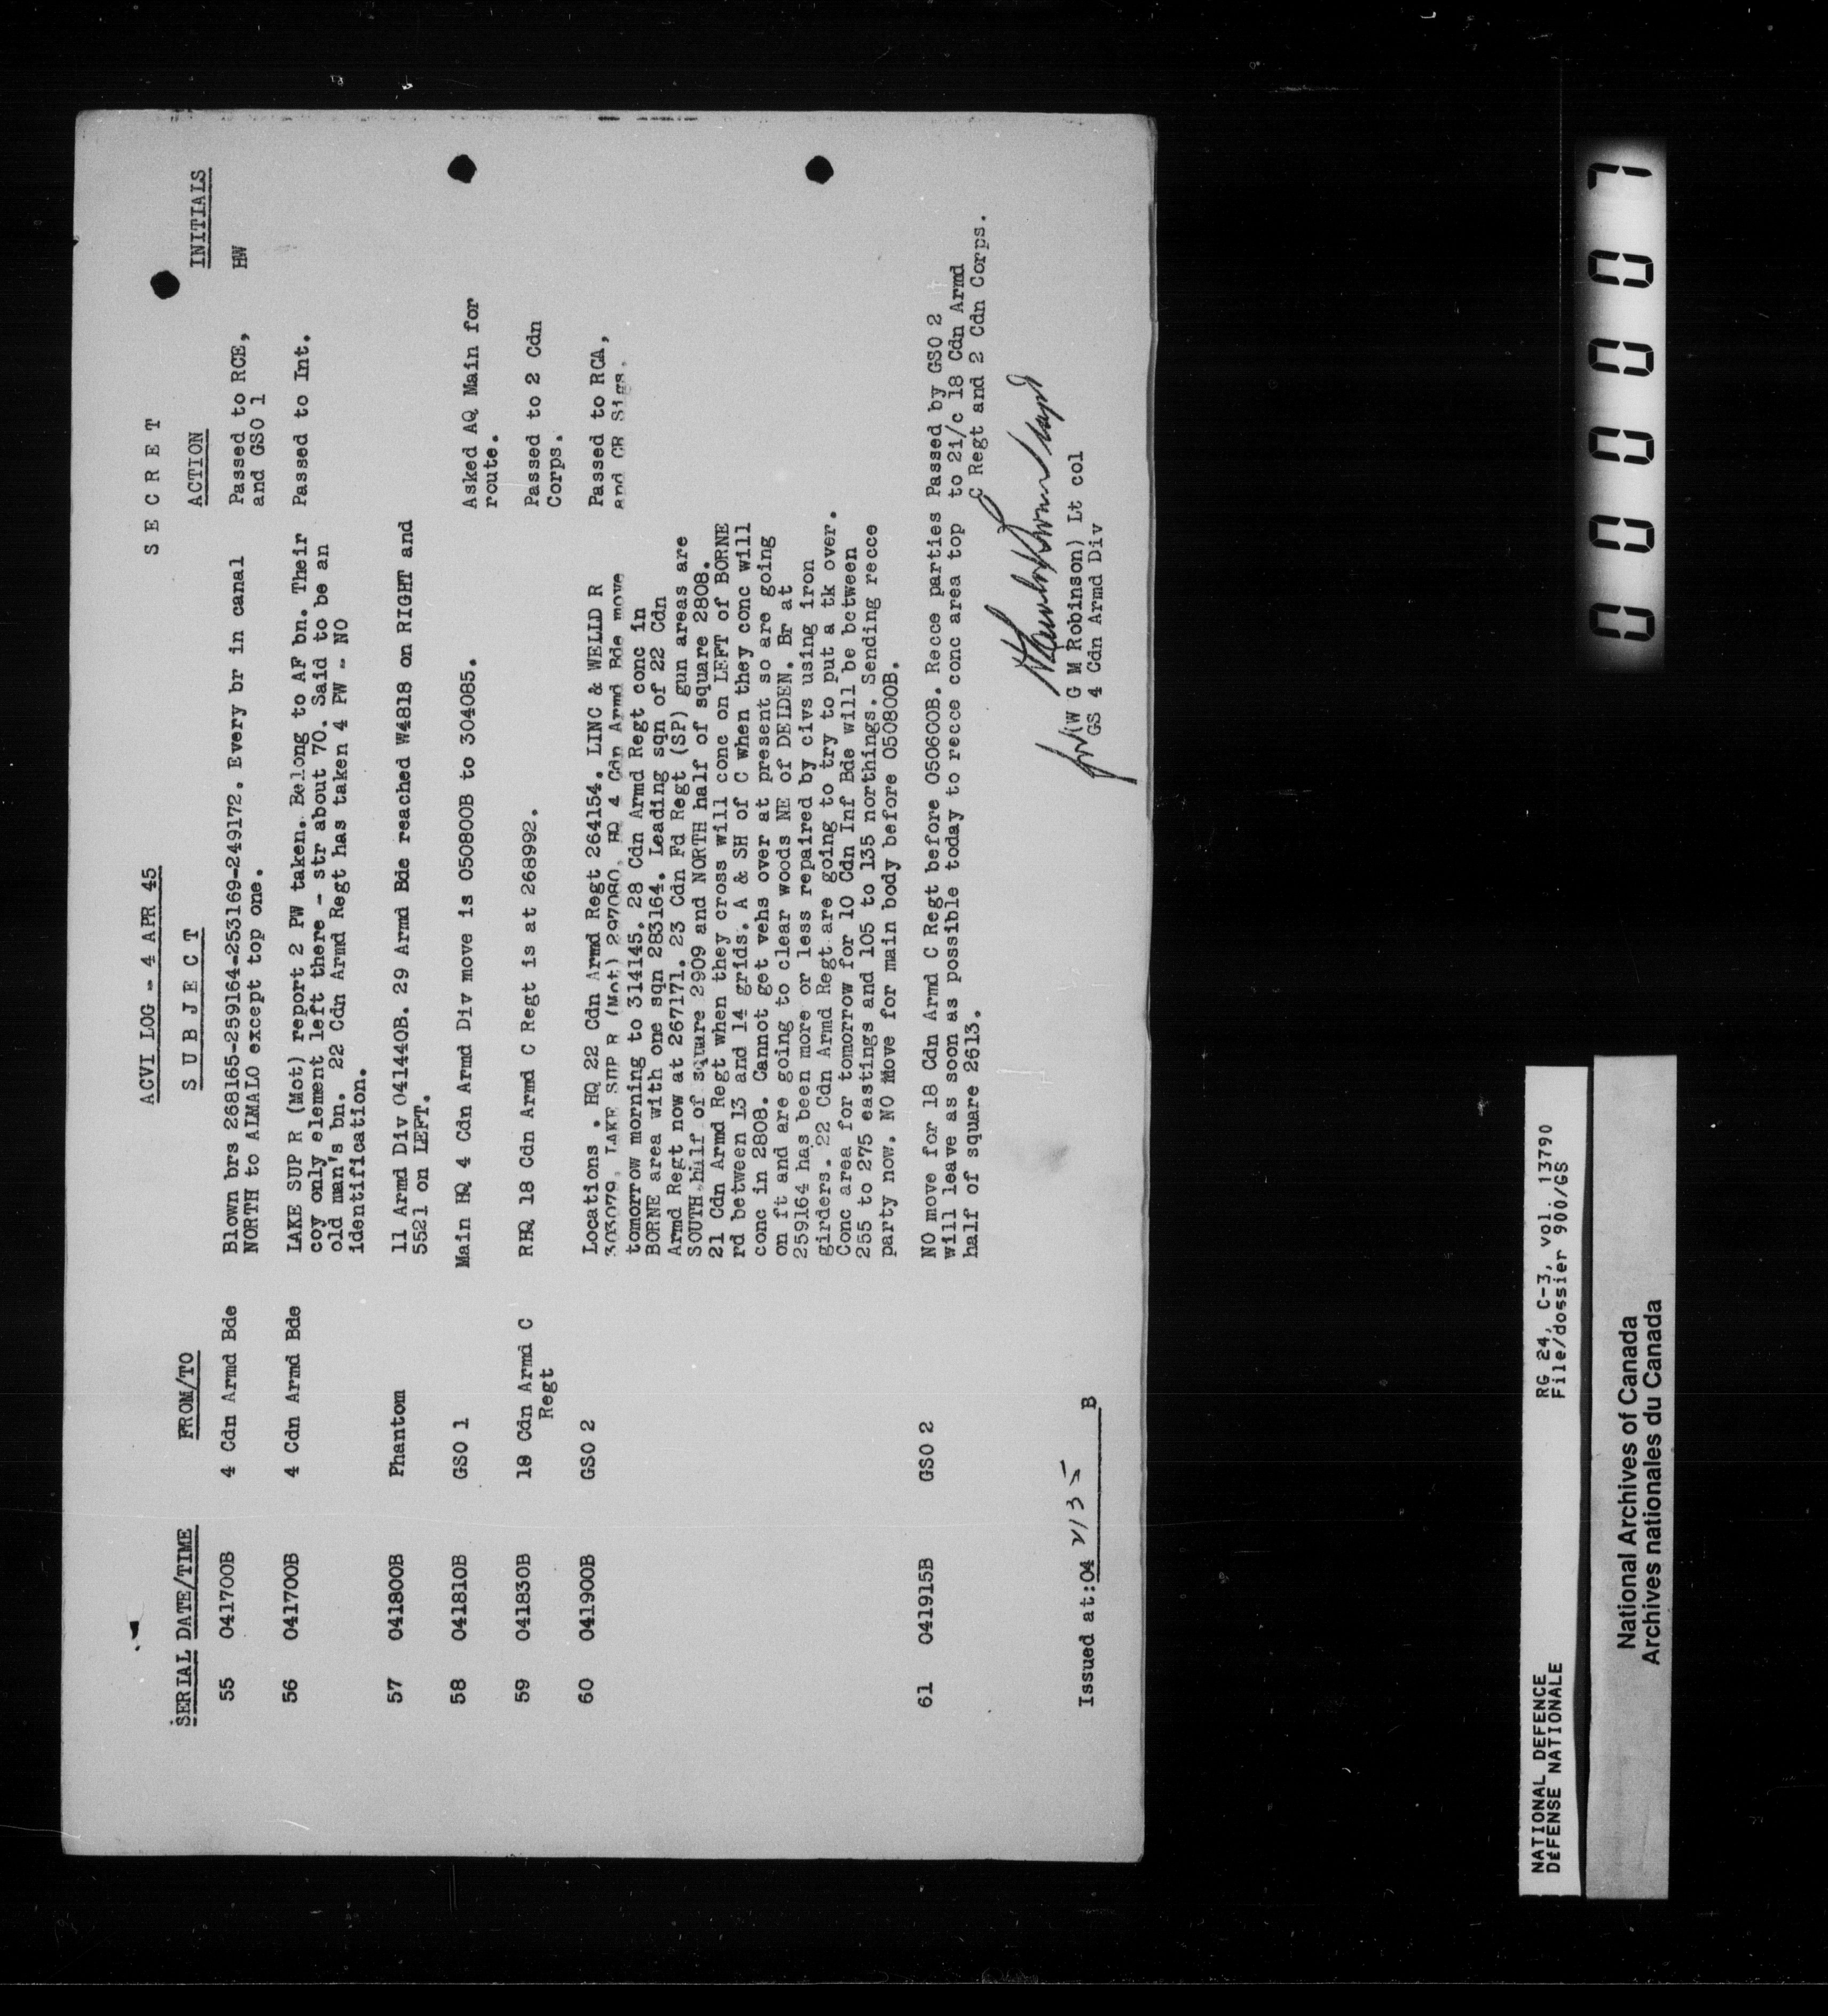 SECRET
ACVI LOG - 4 APR 45
SERIAL DATE/TIME FROM/TO SUBJECT ACTION INITIALS
55 041700B 4 Cdn Armd Bde Blown brs 268165-259164-253169-249172. Every br in canal Passed to RCE, HW
NORTH to ALMALO except top one. and GSO 1
56 041700B 4 Cdn Armd Bde LAKE SUP R (Mot) report 2 PW taken. Belong to AF bn. Their Passed to Int.
coy only element left there - str about 70. Said to be an
old man's bn. 22 Cdn Armd Regt has taken 4 PW - NO
identification.
57 041800B Phantom 11 Armd Div 041440B. 29 Armd Bde reached W4818 on RIGHT and
5521 on LEFT.
58 041810B GSO 1 Main HQ 4 Cdn Armd Div move is 050800B to 304085. Asked AQ Main for
route.
59 041830B 18 Cdn Armd C RHQ 18 Cdn Armd C Regt is at 268992. Passed to 2 Cdn
Regt Corps.
60 041900B GSO 2 Locations . HQ 22 Cdn Armd Regt 264154. LINC & WELLD R Passed to RCA,
303079. LAKE SUP R (Mot) 297080. HQ 4 Cdn Armd Bde move and CR Sigs.
tomorrow morning to 314145. 28 Cdn Armd Regt conc in
BORNE area with one sqn 283164. Leading sqn of 22 Cdn
Armd Regt now at 267171. 23 Cdn Fd Regt (SP) gun areas are
SOUTH half of square 2909 and NORTH half of square 2808.
21 Cdn Armd Regt when they cross will conc on LEFT of BORNE
rd between 13 and 14 grids. A & SH of C when they conc will
conc in 2808. Cannot get vehs over at present so are going
on ft and are going to clear woods NE of DEIDEN. Br at
259164 has been more or less repaired by civs using iron
girders. 22 Cdn Armd Regt are going to try to put a tk over.
Conc area for tomorrow for 10 Cdn Inf Bde will be between
255 to 275 eastings and 105 to 135 northings. Sending recce
party now. NO move for main body before 050800B.
61 041915B GSO 2 NO move for 18 Cdn Armd C Regt before 050600B. Recce parties Passed by GSO 2
will leave as soon as possible today to recce conc area top to 2i/c 18 Cdn Armd
half of square 2613. C Regt and 2 Cdn Corps.
for (W G M Robinson) Lt col
GS 4 Cdn Armd Div
Issued at:04 2135 B
000007
NATIONAL DEFENCE RG 24, C-3, vol. 13790
DÉFENSE NATIONALE File/dossier 900/GS
National Archives of Canada
Archives nationales du Canada